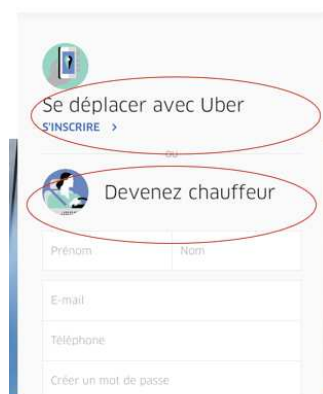 Se déplacer avec Uber
S'INSCRIRE >
OU
Devenez chauffeur
Prénom Nom
E-mail
Téléphone
Créer un mot de passe